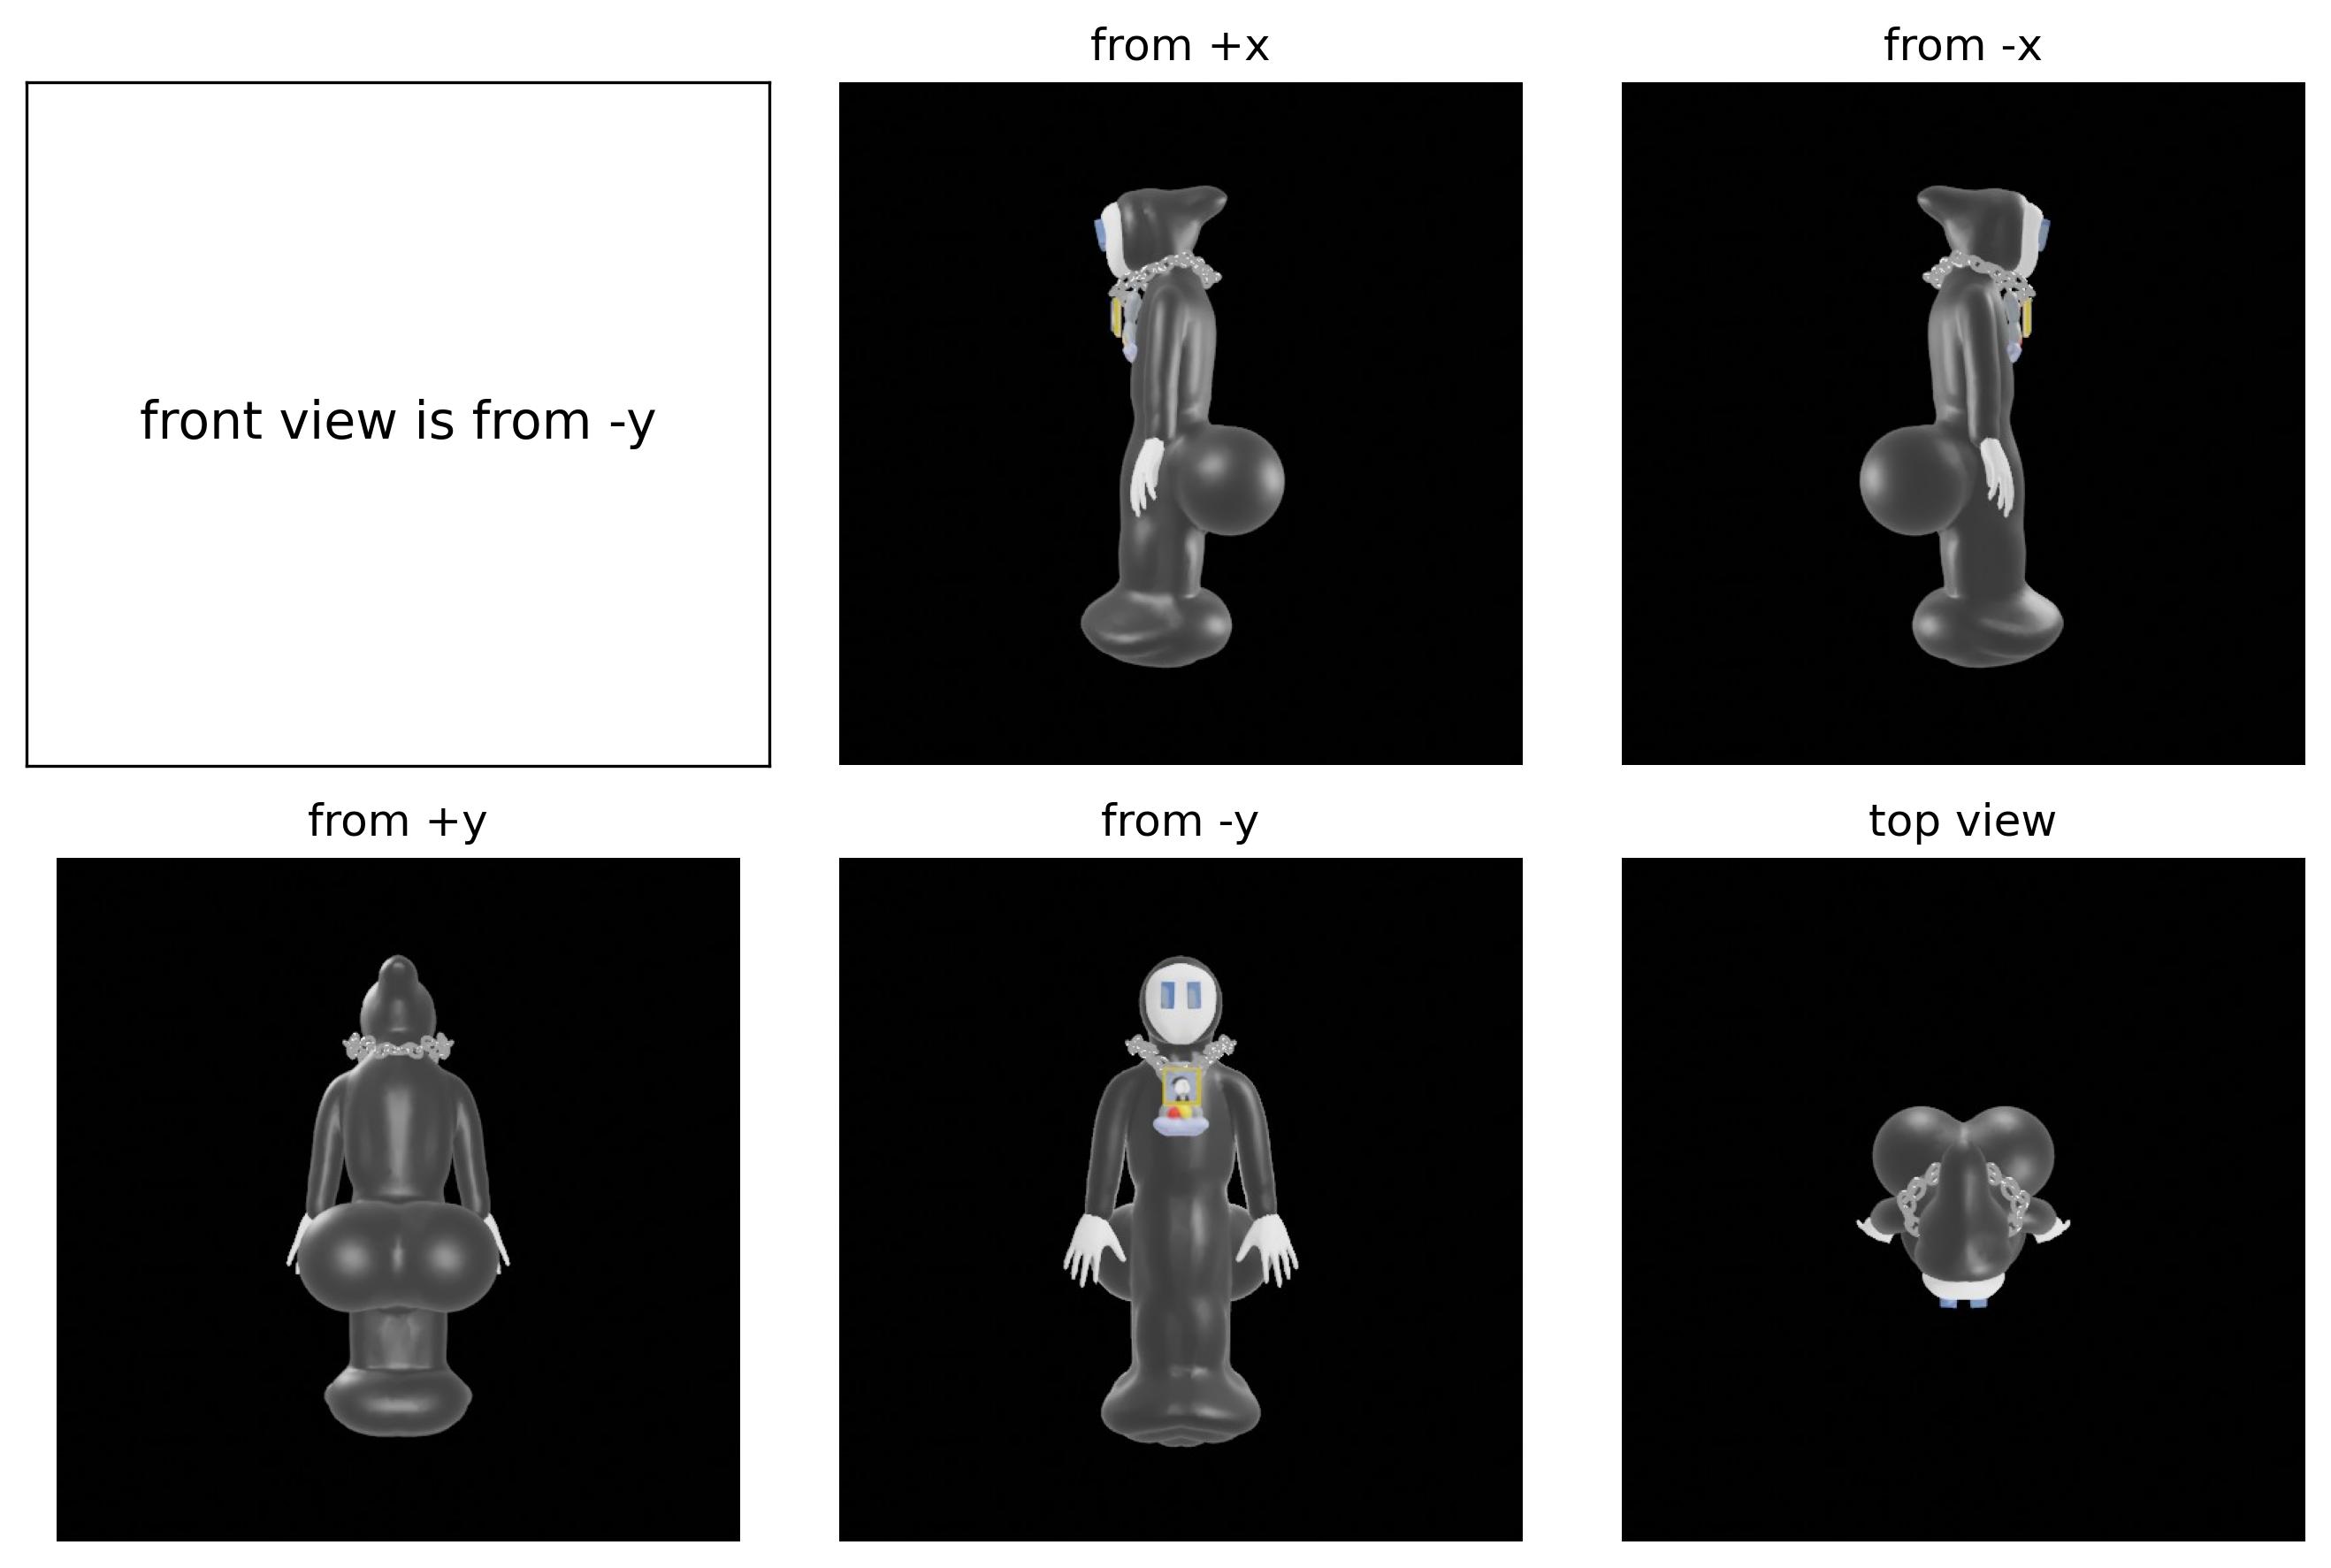 from +x
from -x
front view is from -y
from +y
from -y
top view